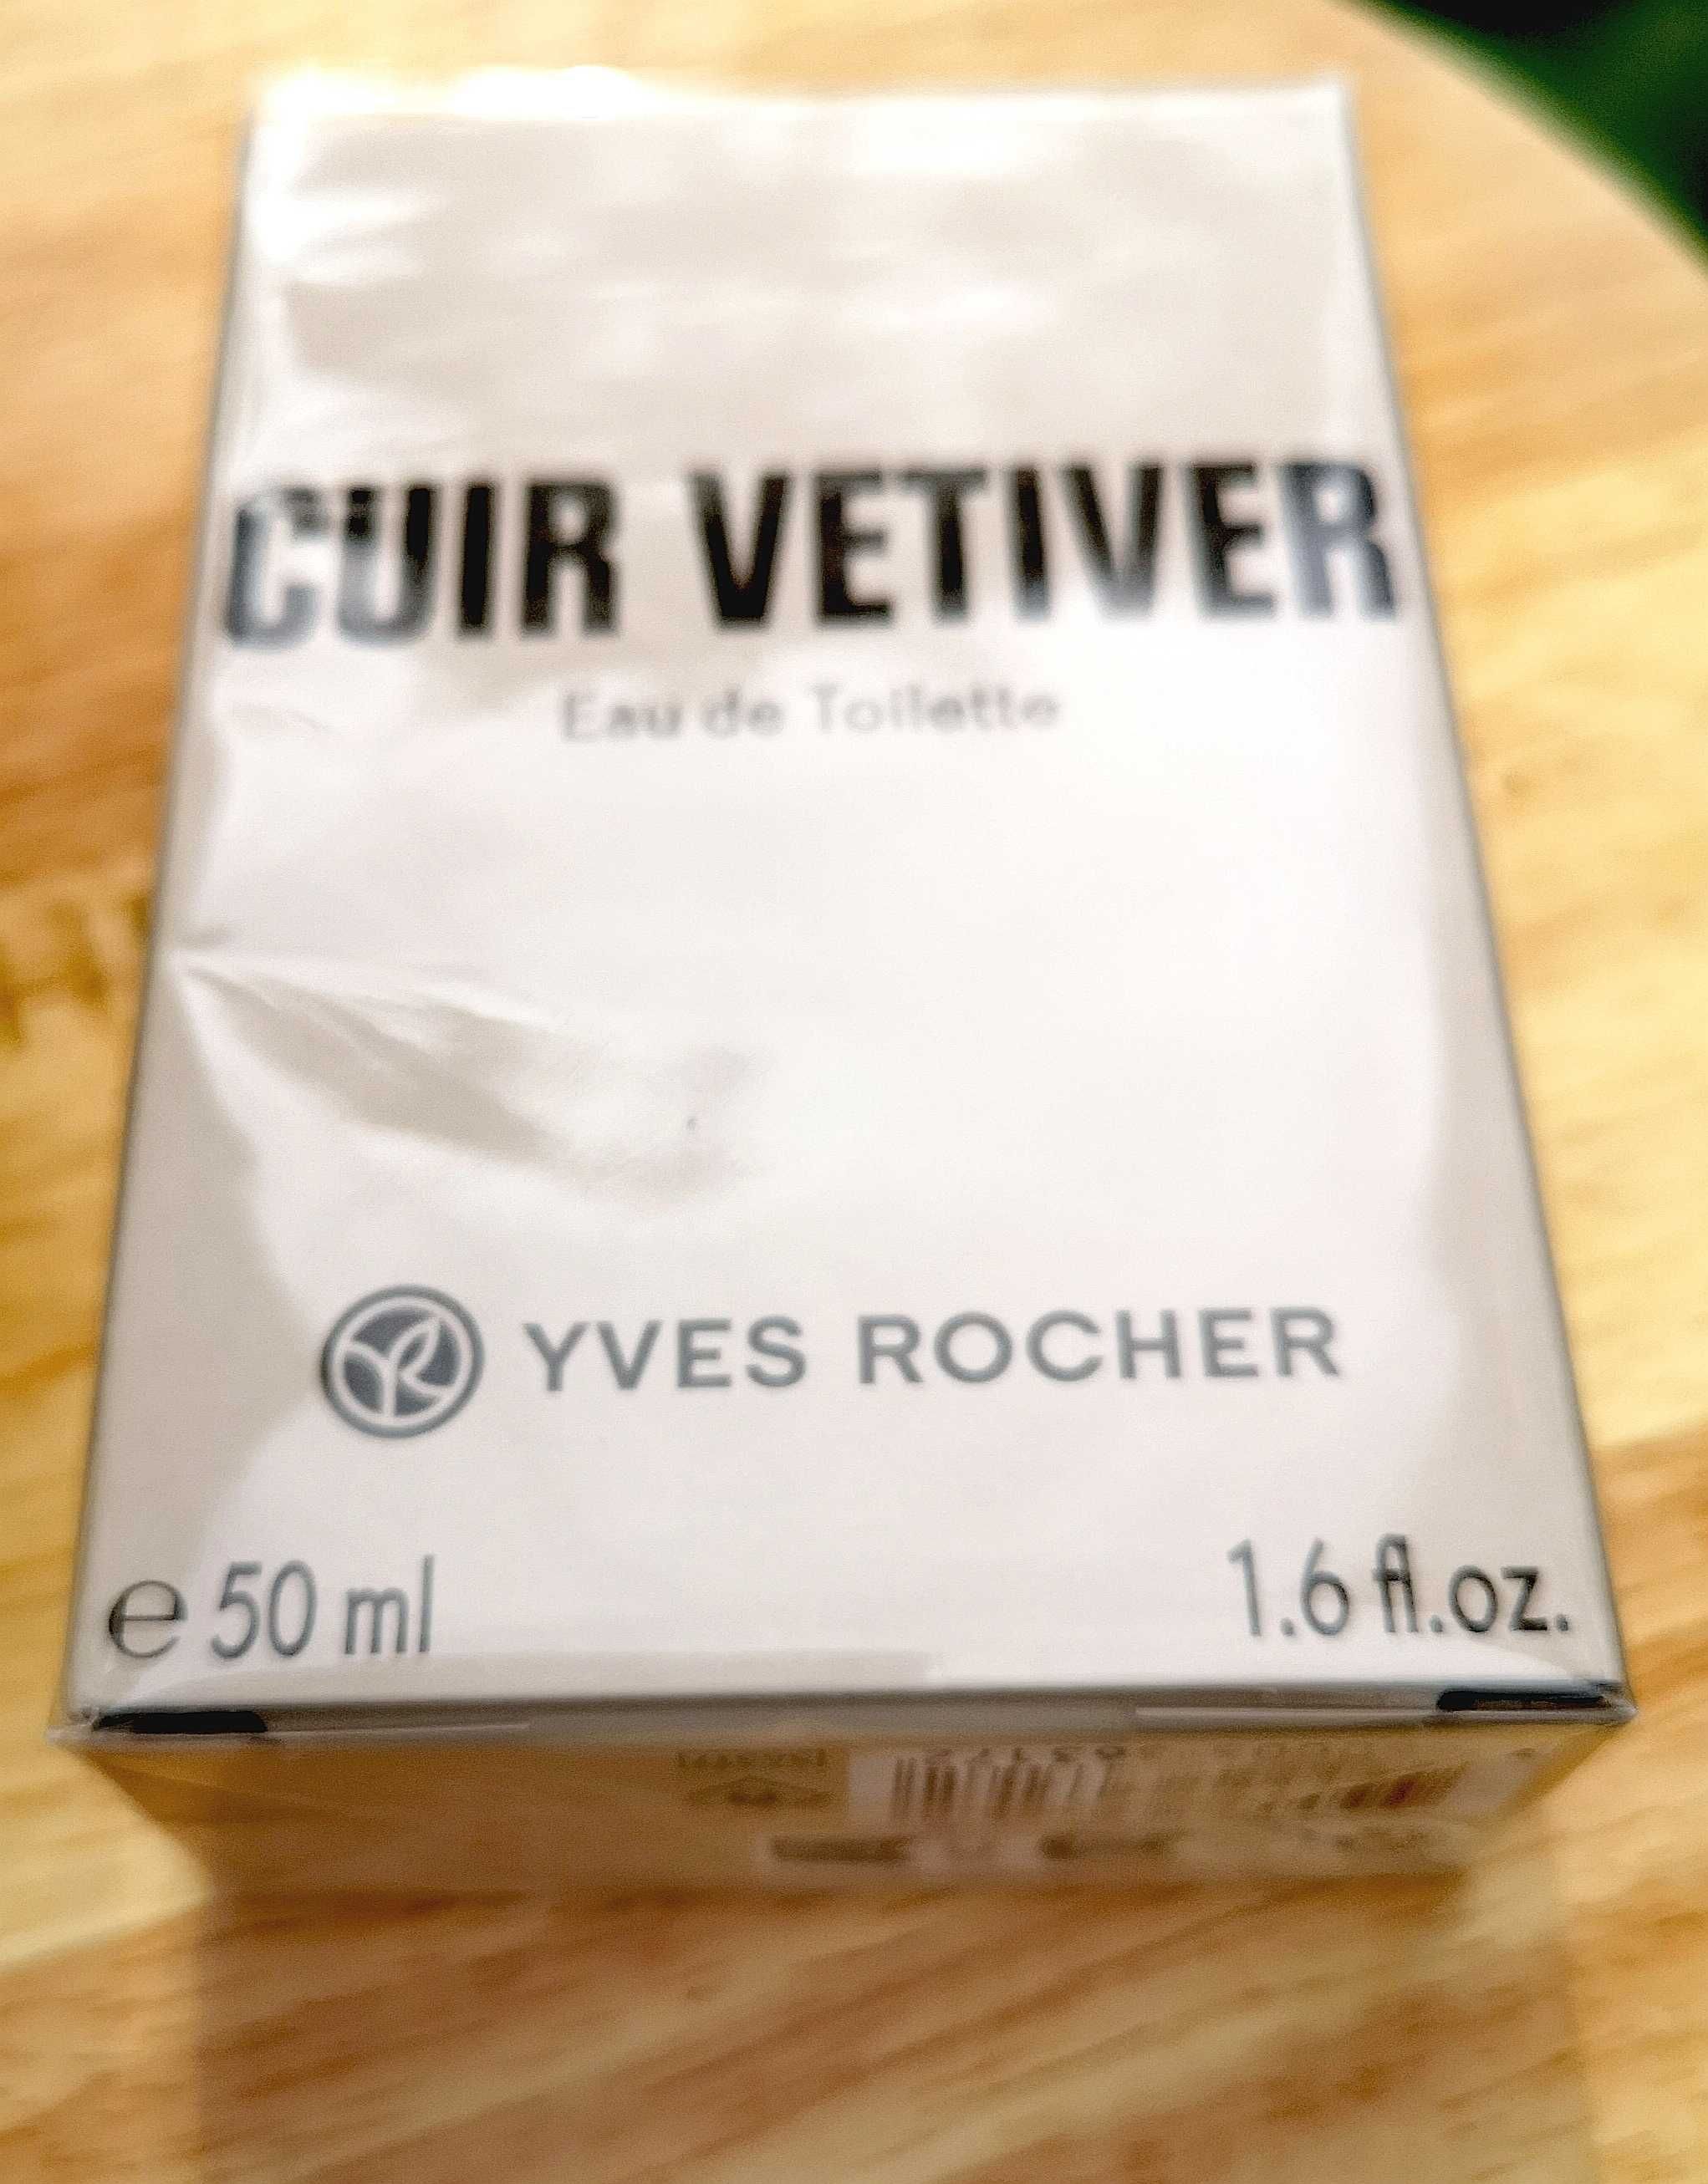 CUIR VETIVER
Eau de Toilette
YVES ROCHER
e 50 ml 1.6 fl.oz.